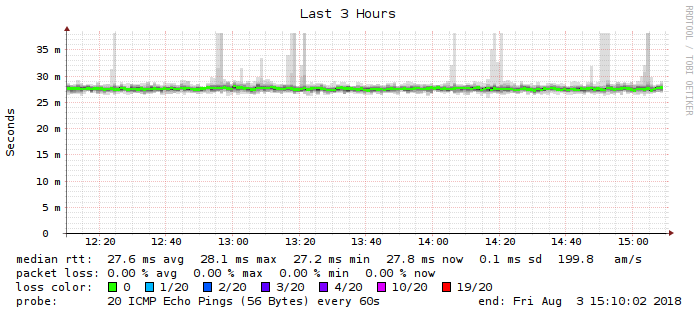 Last 3 Hours
RRDTOOL / TOBI OETIKER
Seconds
35 m
30 m
25 m
20 m
15 m
10 m
5 m
0
12:20 12:40 13:00 13:20 13:40 14:00 14:20 14:40 15:00
median rtt: 27.6 ms avg 28.1 ms max 27.2 ms min 27.8 ms now 0.1 ms sd 199.8 am/s
packet loss: 0.00 % avg 0.00 % max 0.00 % min 0.00 % now
loss color: 0 1/20 2/20 3/20 4/20 10/20 19/20
probe: 20 ICMP Echo Pings (56 Bytes) every 60s end: Fri Aug 3 15:10:02 2018